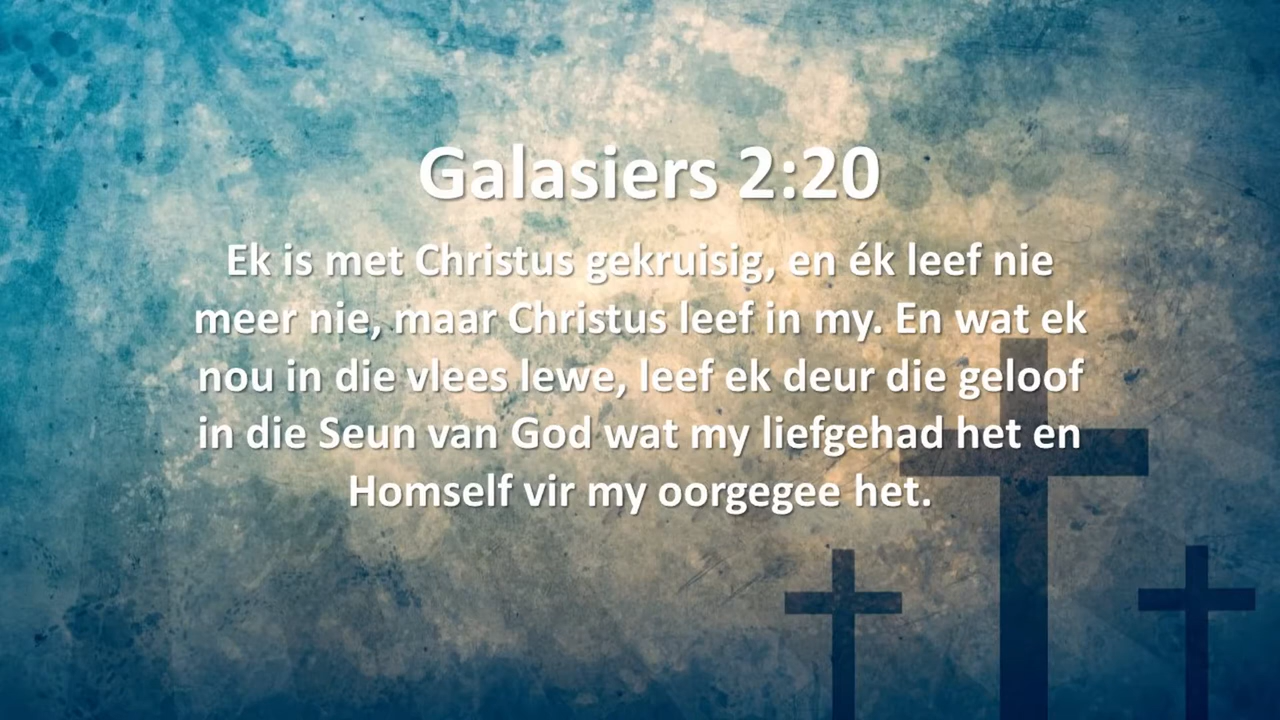 Galasiers 2:20
Ek is met Christus gekruisig, en ék leef nie
meer nie, maar Christus leef in my. En wat ek
nou in die vlees lewe, leef ek deur die geloof
in die Seun van God wat my liefgehad het en
Homself vir my oorgegee het.